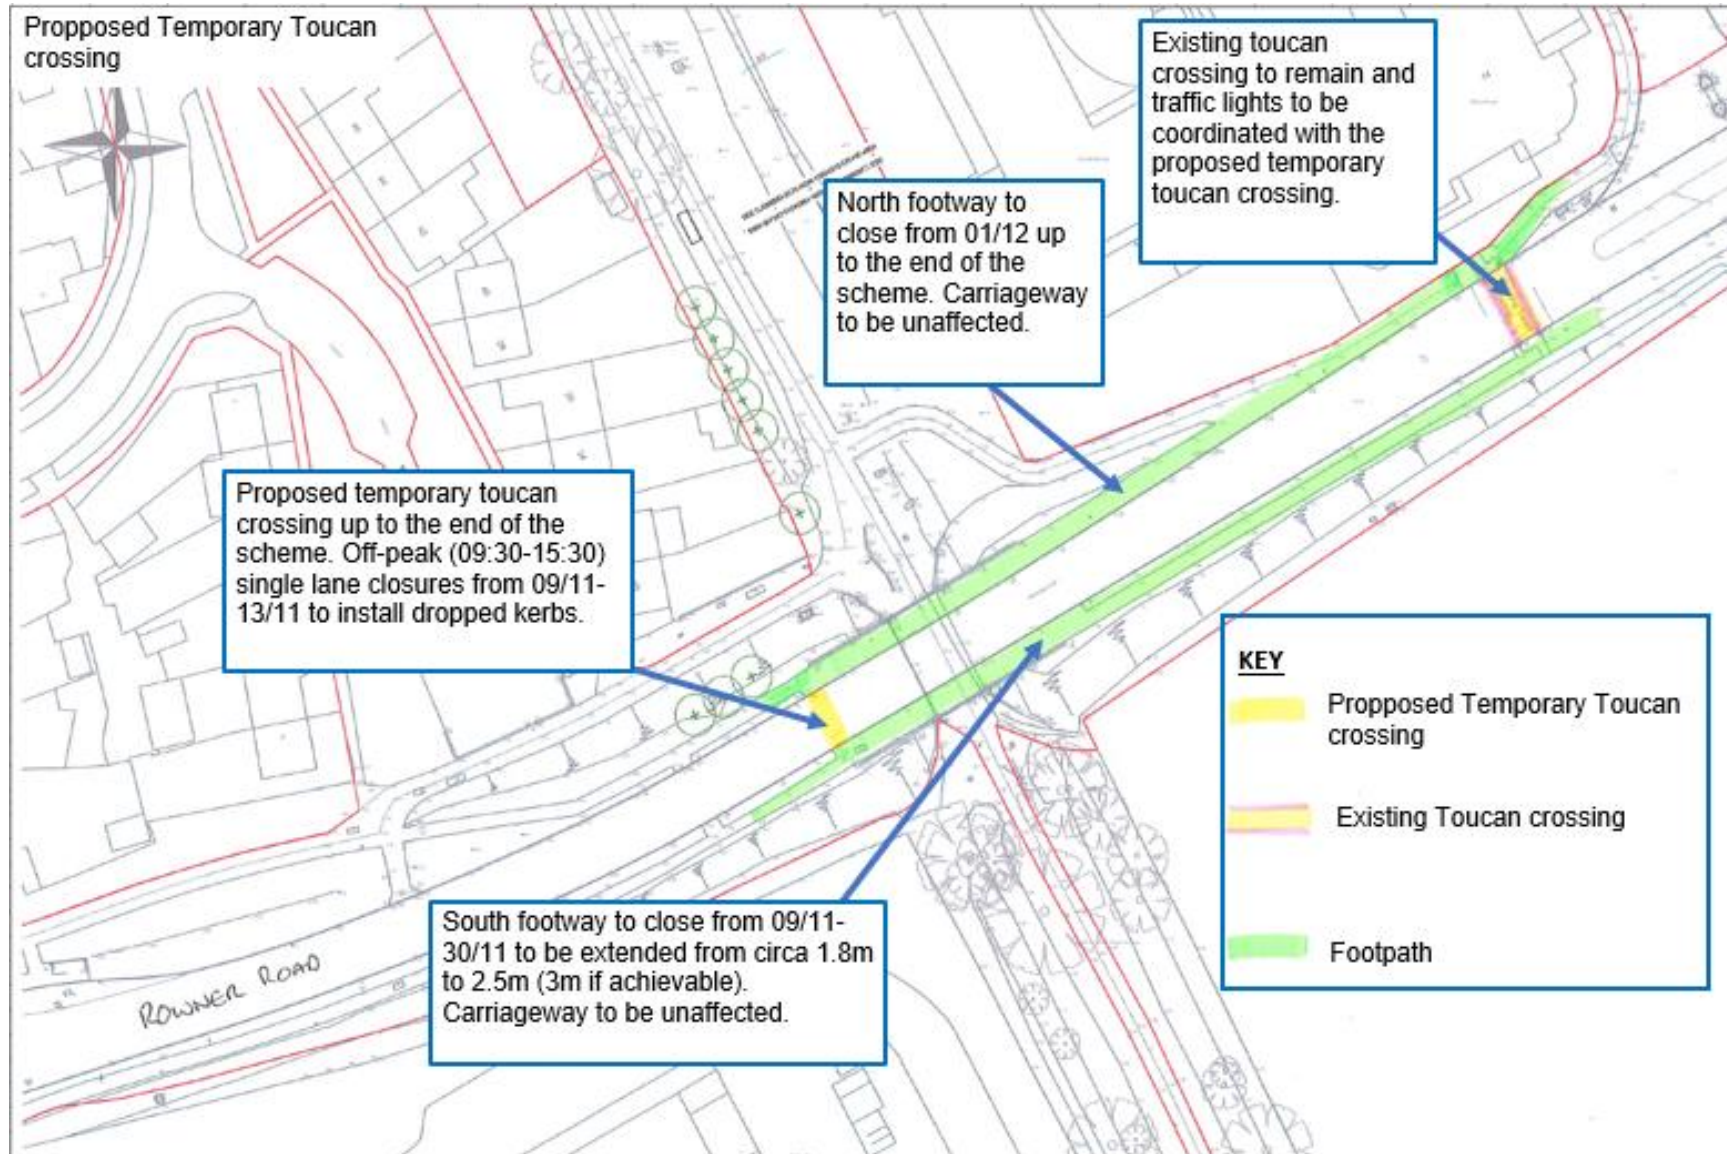 Propposed Temporary Toucan
crossing
Existing toucan
crossing to remain and
traffic lights to be
coordinated with the
proposed temporary
toucan crossing.
North footway to
close from 01/12 up
to the end of the
scheme. Carriageway
to be unaffected.
Proposed temporary toucan
crossing up to the end of the
scheme. Off-peak (09:30-15:30)
single lane closures from 09/11-
13/11 to install dropped kerbs.
South footway to close from 09/11-
30/11 to be extended from circa 1.8m
to 2.5m (3m if achievable).
Carriageway to be unaffected.
ROWNER ROAD
KEY
Propposed Temporary Toucan
crossing
Existing Toucan crossing
Footpath